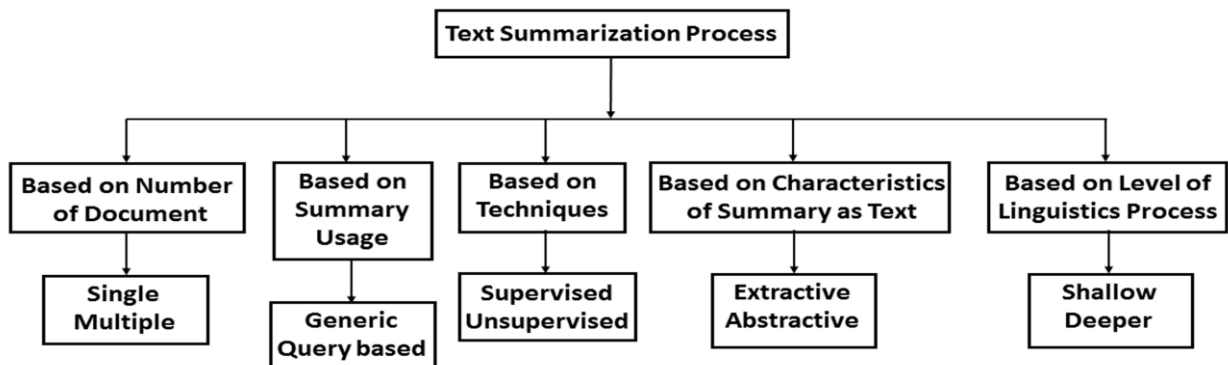 Text Summarization Process
Based on Number
of Document
Based on
Summary
Usage
Based on
Techniques
Based on Characteristics
of Summary as Text
Based on Level of
Linguistics Process
Single
Multiple
Generic
Query based
Supervised
Unsupervised
Extractive
Abstractive
Shallow
Deeper